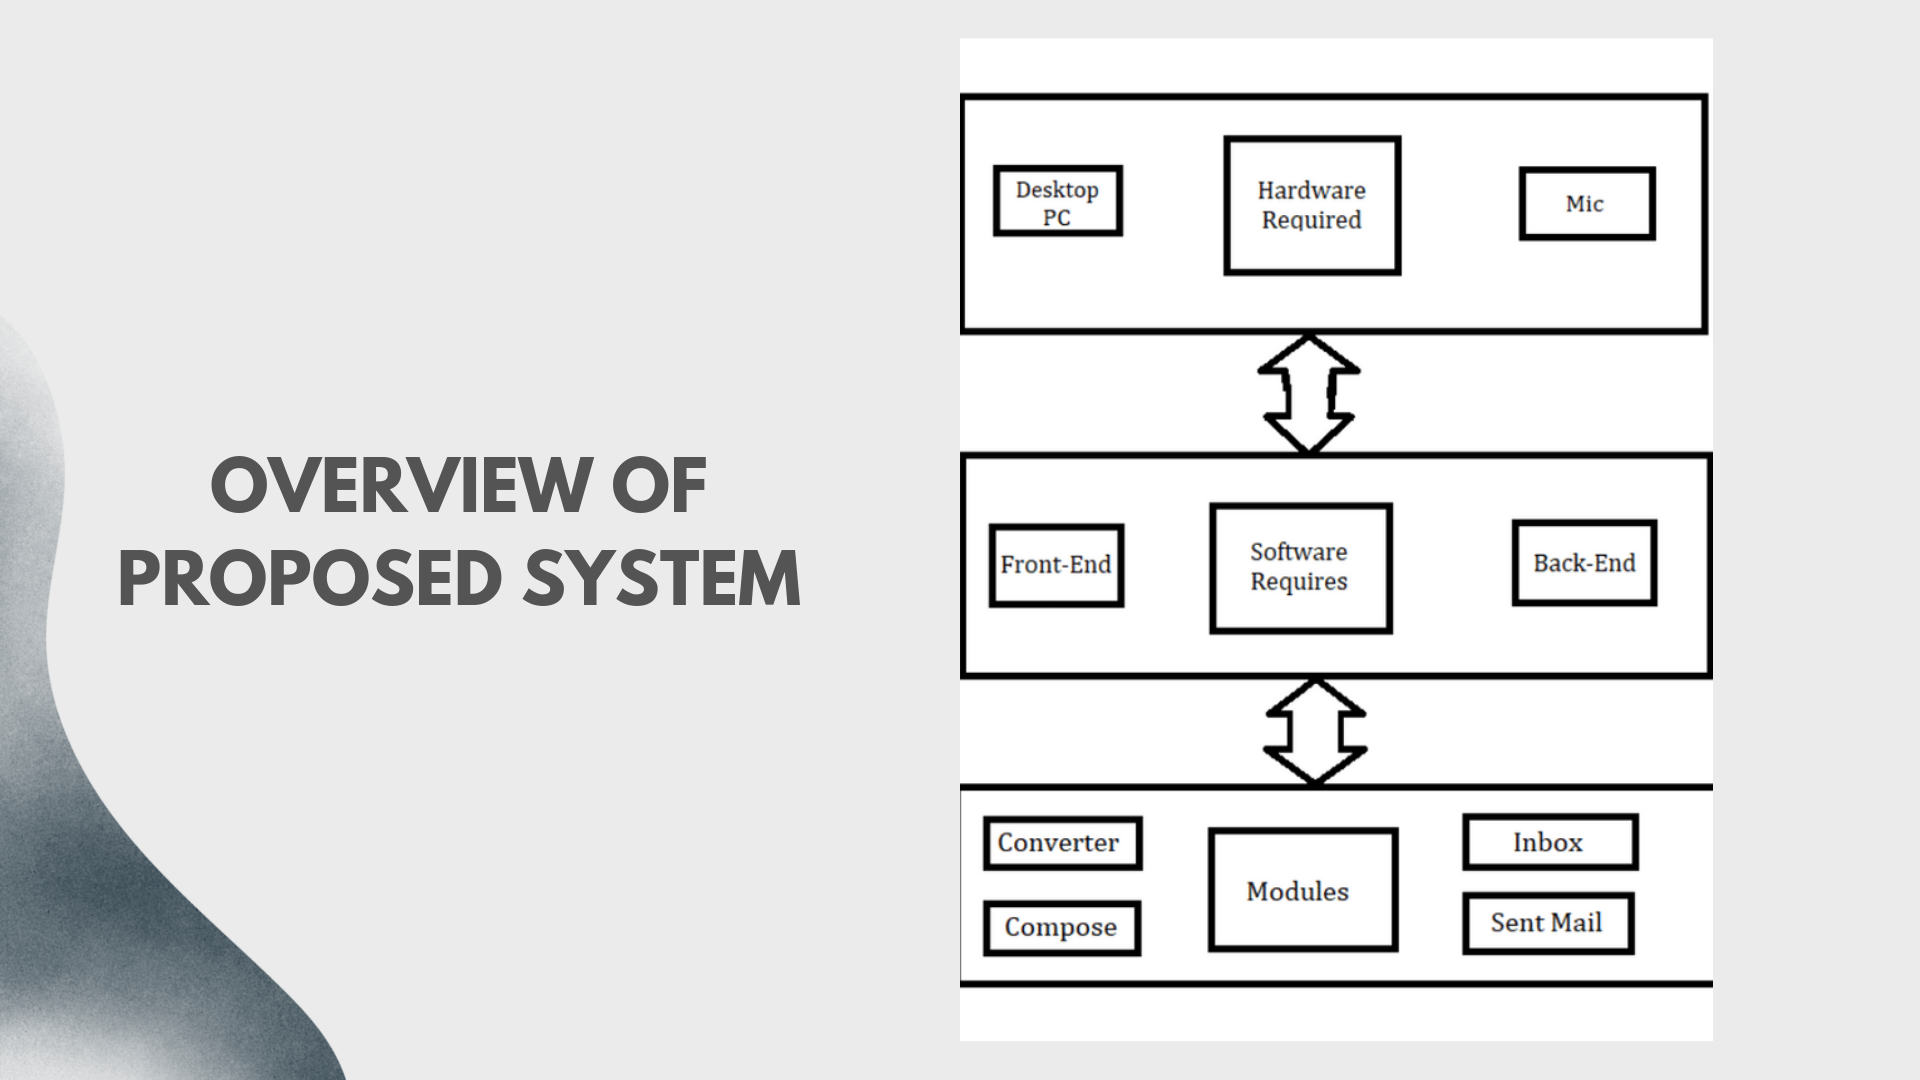 OVERVIEW OF
PROPOSED SYSTEM
Desktop
PC
Hardware
Required
Mic
Front-End
Software
Requires
Back-End
Converter
Compose
Modules
Inbox
Sent Mail